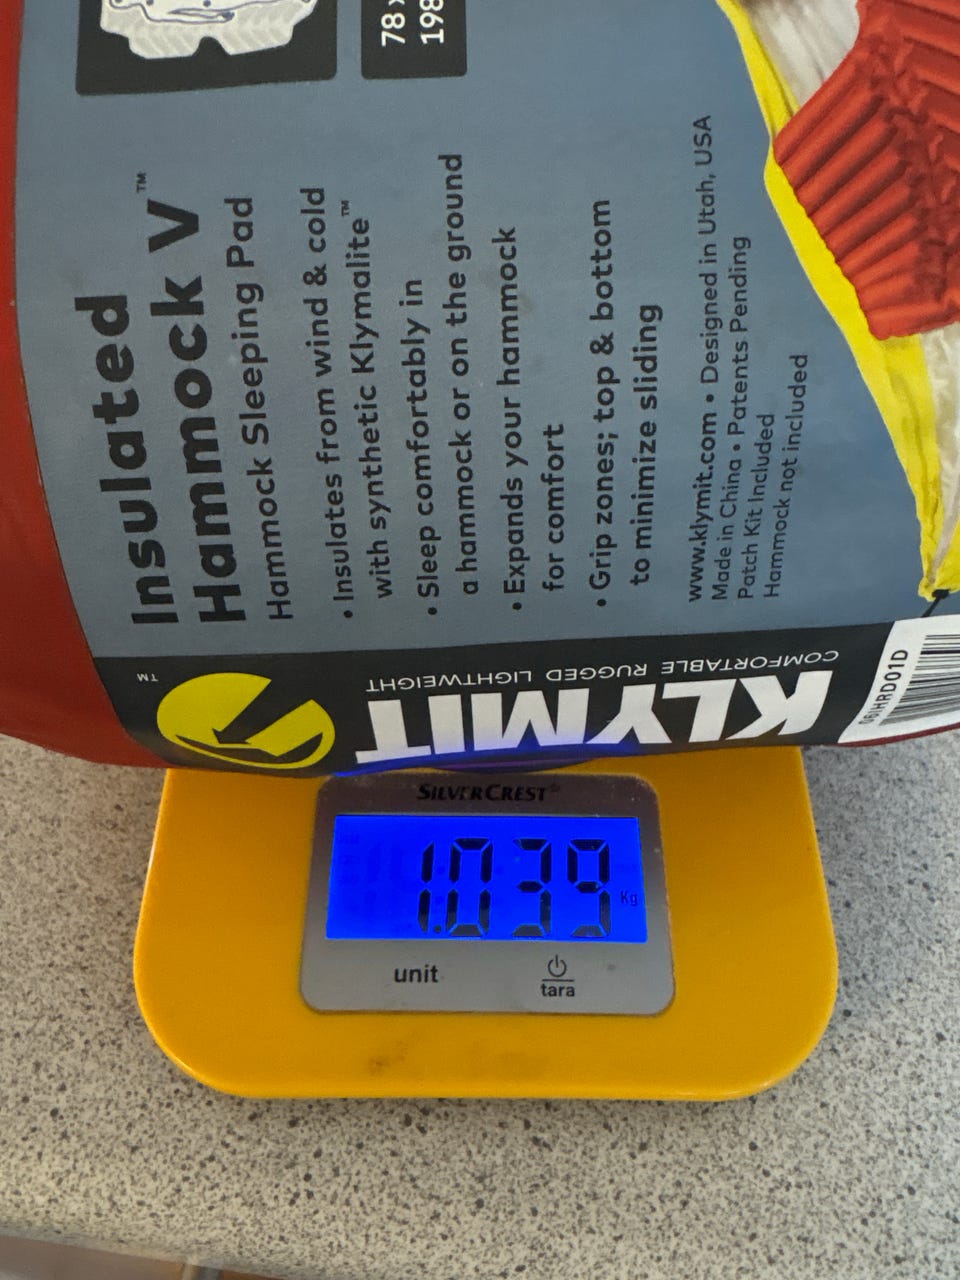 78 x
198
Insulated
Hammock V™
Hammock Sleeping Pad
• Insulates from wind & cold
with synthetic Klymalite™
• Sleep comfortably in
a hammock or on the ground
• Expands your hammock
for comfort
• Grip zones; top & bottom
to minimize sliding
www.klymit.com • Designed in Utah, USA
Made in China • Patents Pending
Patch Kit Included
Hammock not included
TM
KLYMIT
COMFORTABLE RUGGED LIGHTWEIGHT
06IHRD01D
SILVERCREST®
1.039 Kg
unit
tara